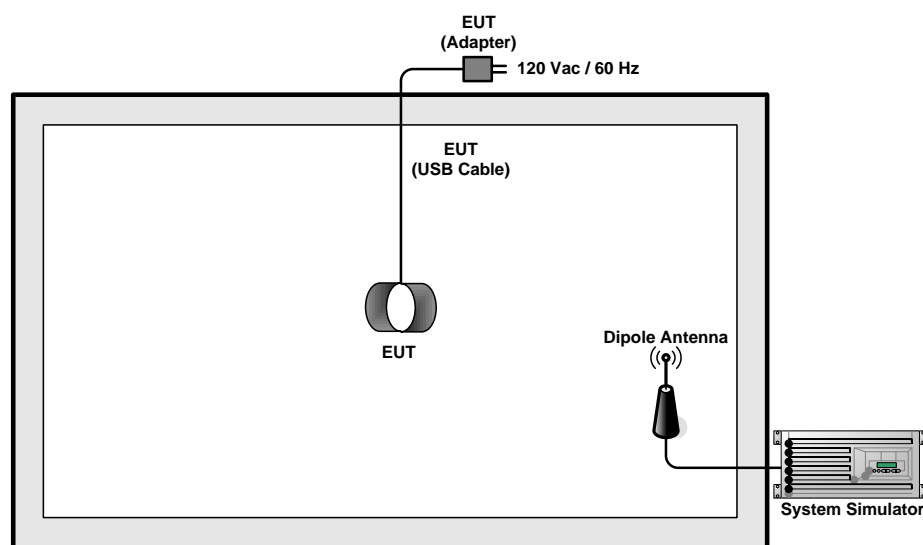 EUT
(Adapter)
120 Vac / 60 Hz
EUT
(USB Cable)
EUT
Dipole Antenna
System Simulator